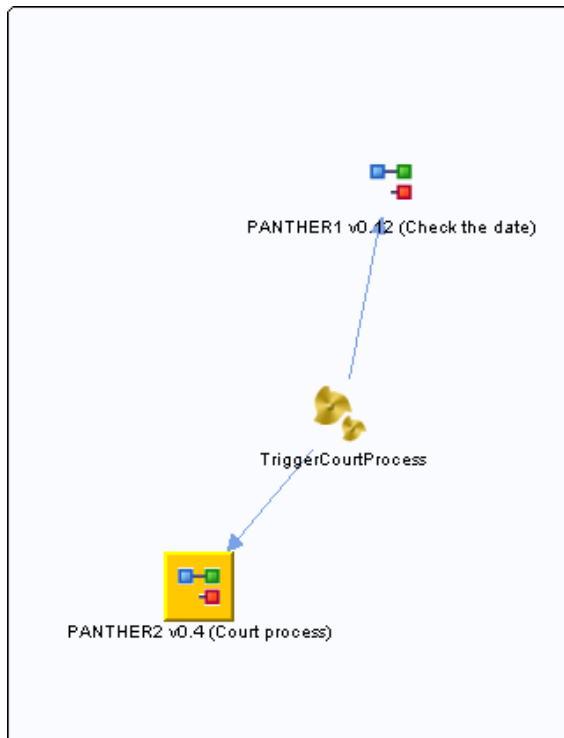 PANTHER1 v0.12 (Check the date)
TriggerCourtProcess
PANTHER2 v0.4 (Court process)